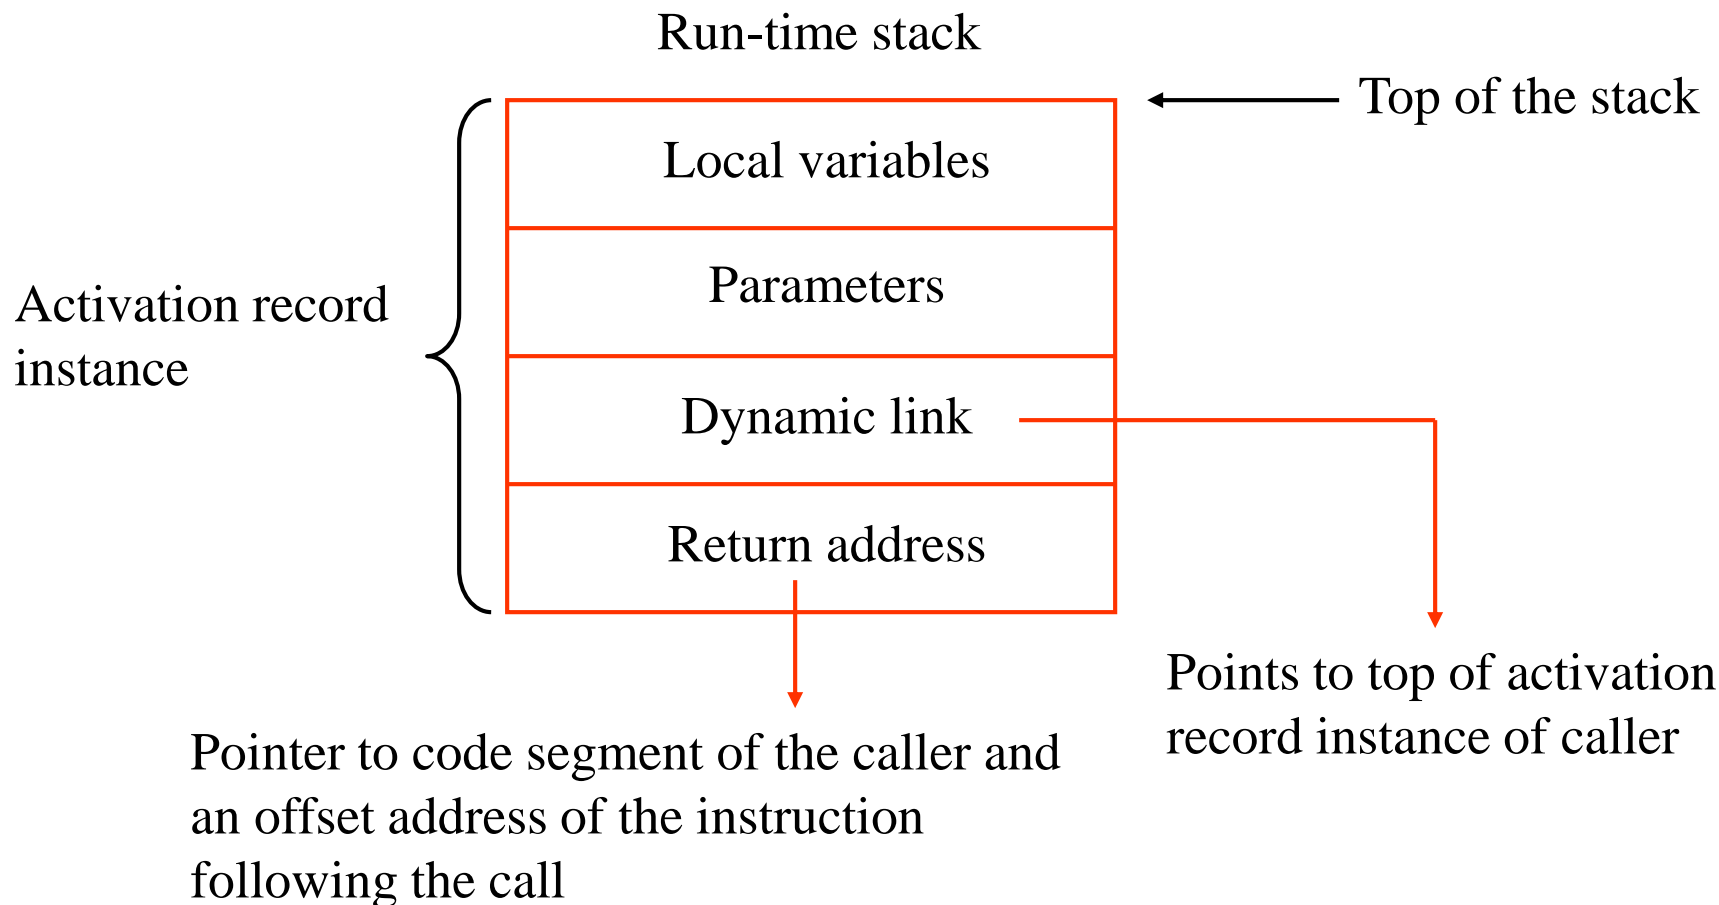 Run-time stack
Top of the stack
Local variables
Parameters
Activation record
instance
Dynamic link
Return address
Points to top of activation
record instance of caller
Pointer to code segment of the caller and
an offset address of the instruction
following the call